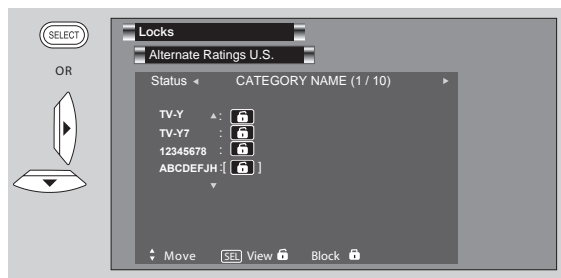 SELECT
OR
Locks
Alternate Ratings U.S.
Status CATEGORY NAME (1 / 10)
TV-Y :
TV-Y7 :
12345678 :
ABCDEFJH :[ ]
Move SEL View Block